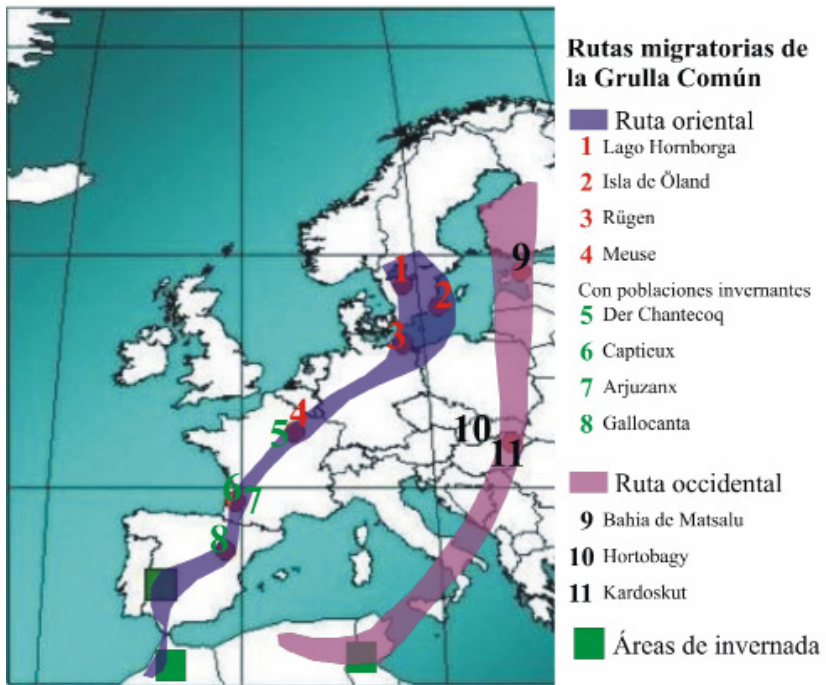 Rutas migratorias de
la Grulla Común
Ruta oriental
1 Lago Hornborga
2 Isla de Öland
3 Rügen
4 Meuse
Con poblaciones invernantes
5 Der Chantecoq
6 Captieux
7 Arjuzanx
8 Gallocanta
Ruta occidental
9 Bahia de Matsalu
10 Hortobagy
11 Kardoskut
Áreas de invernada
9
1
2
3
4
5
10
11
6
7
8